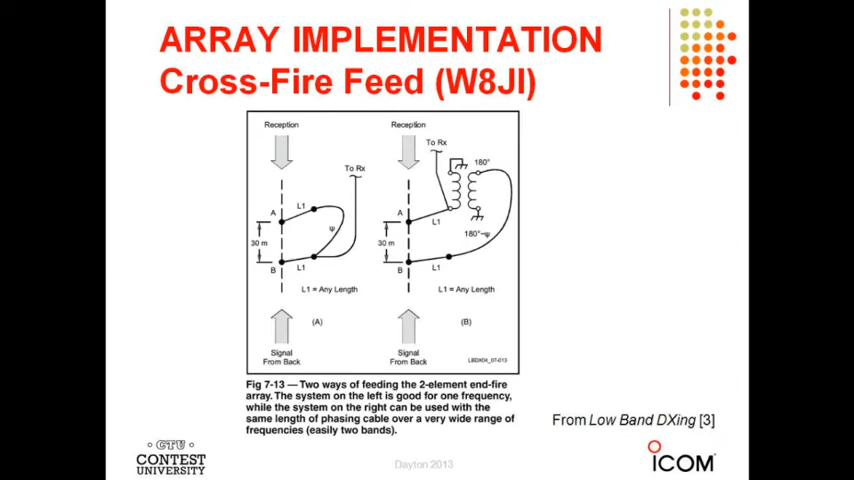 ARRAY IMPLEMENTATION
Cross-Fire Feed (W8JI)
Reception
Reception
To Rx
180°
To Rx
L1
A
ψ
30 m
B
L1
L1 = Any Length
A
L1
180°-ψ
30 m
B
L1
L1 = Any Length
(A)
(B)
Signal
From Back
Signal
From Back
LBDX04_07-013
Fig 7-13 — Two ways of feeding the 2-element end-fire
array. The system on the left is good for one frequency,
while the system on the right can be used with the
same length of phasing cable over a very wide range of
frequencies (easily two bands).
From Low Band DXing [3]
CTU
CONTEST
UNIVERSITY
Dayton 2013
ICOM